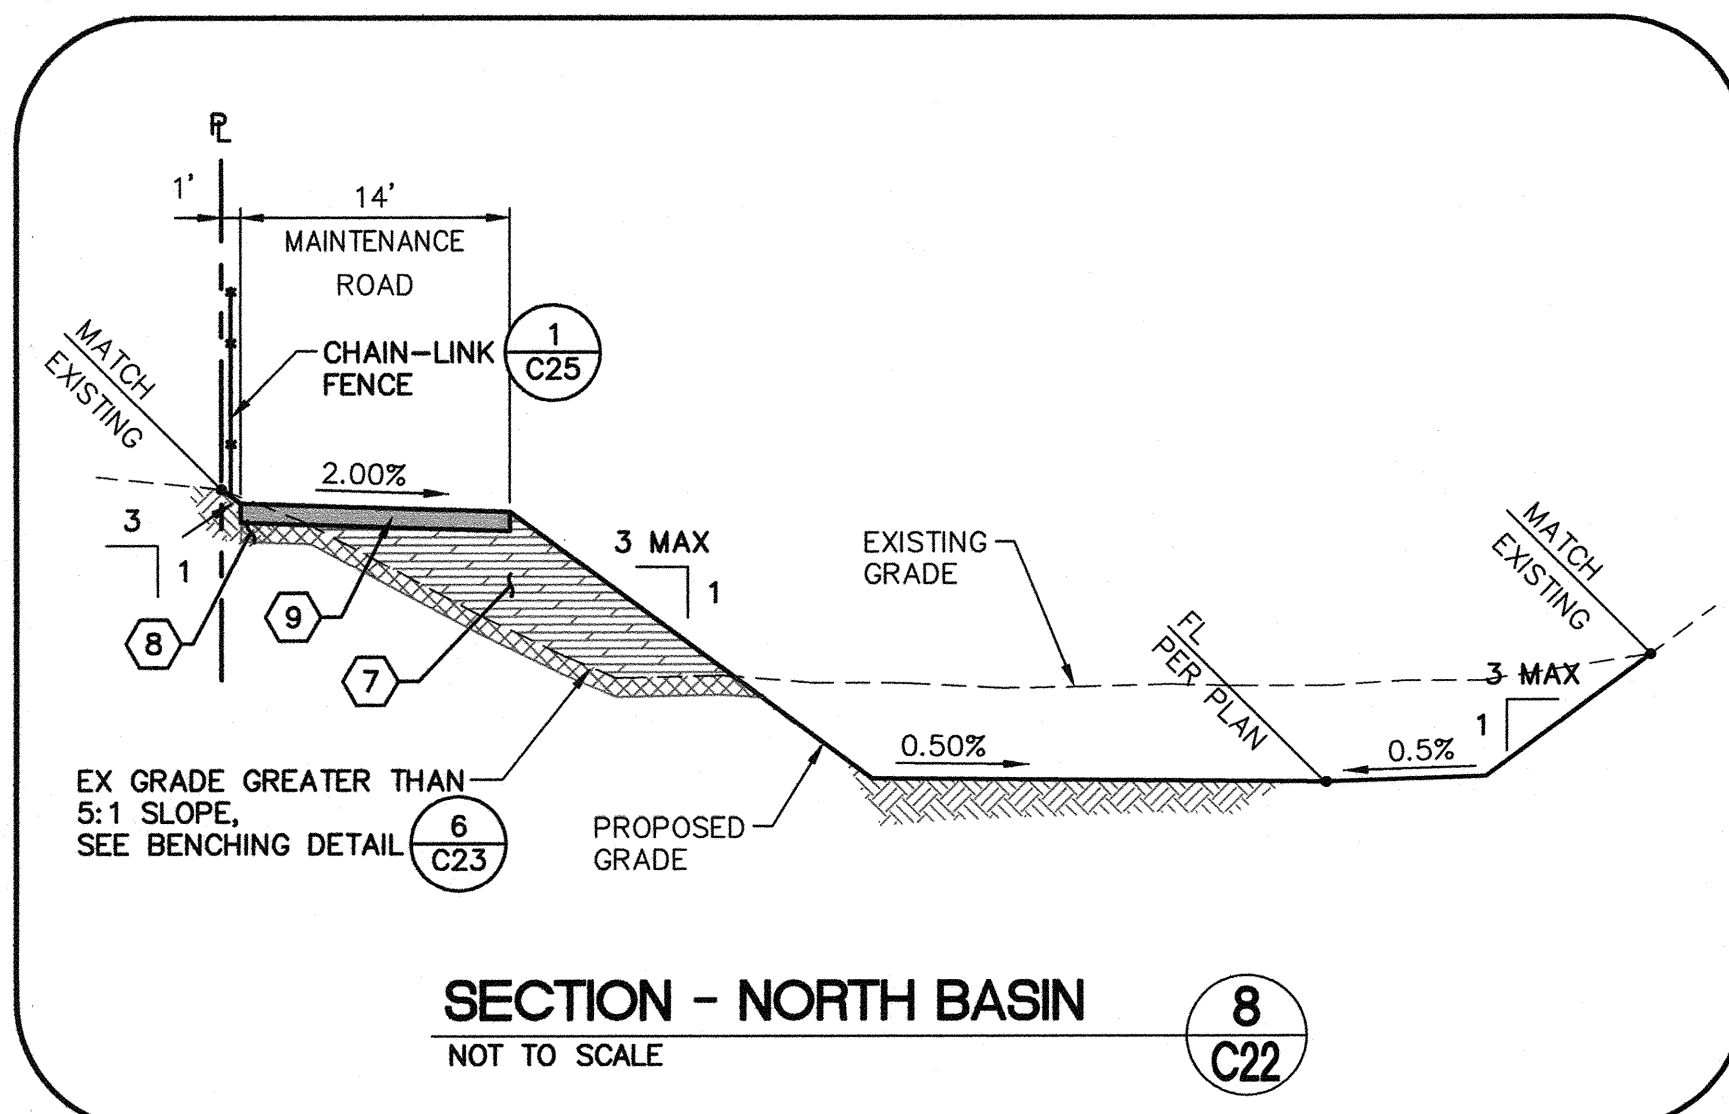 PL
1'
14'
MAINTENANCE
ROAD
CHAIN-LINK
FENCE
1
C25
MATCH
EXISTING
2.00%
3
1
3 MAX
1
EXISTING
GRADE
MATCH
EXISTING
8
9
7
FL
PER PLAN
3 MAX
1
0.50%
0.5%
EX GRADE GREATER THAN
5:1 SLOPE,
SEE BENCHING DETAIL
6
C23
PROPOSED
GRADE
SECTION - NORTH BASIN
NOT TO SCALE
8
C22